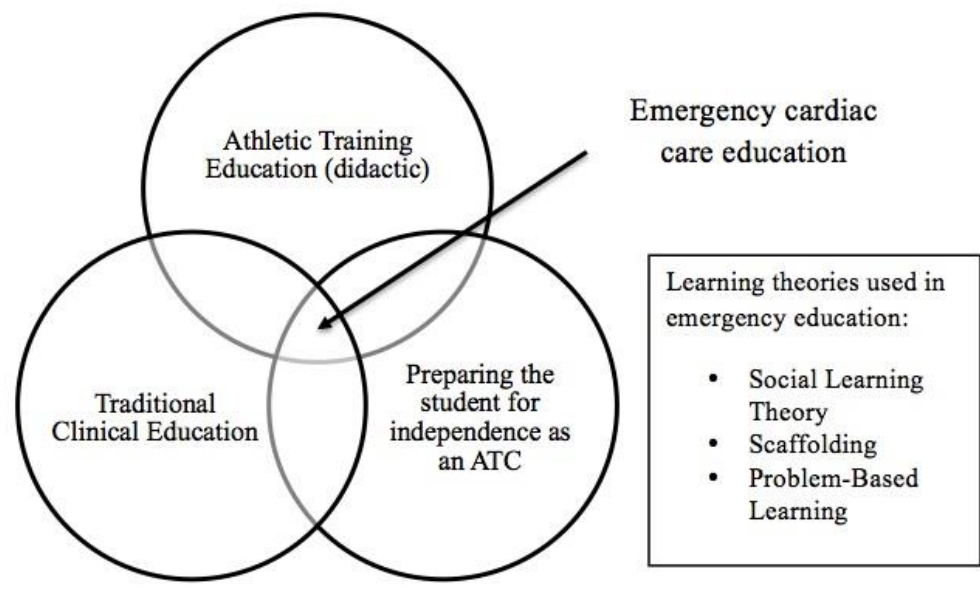 Athletic Training
Education (didactic)
Emergency cardiac
care education
Traditional
Clinical Education
Preparing the
student for
independence as
an ATC
Learning theories used in
emergency education:
• Social Learning
Theory
• Scaffolding
• Problem-Based
Learning